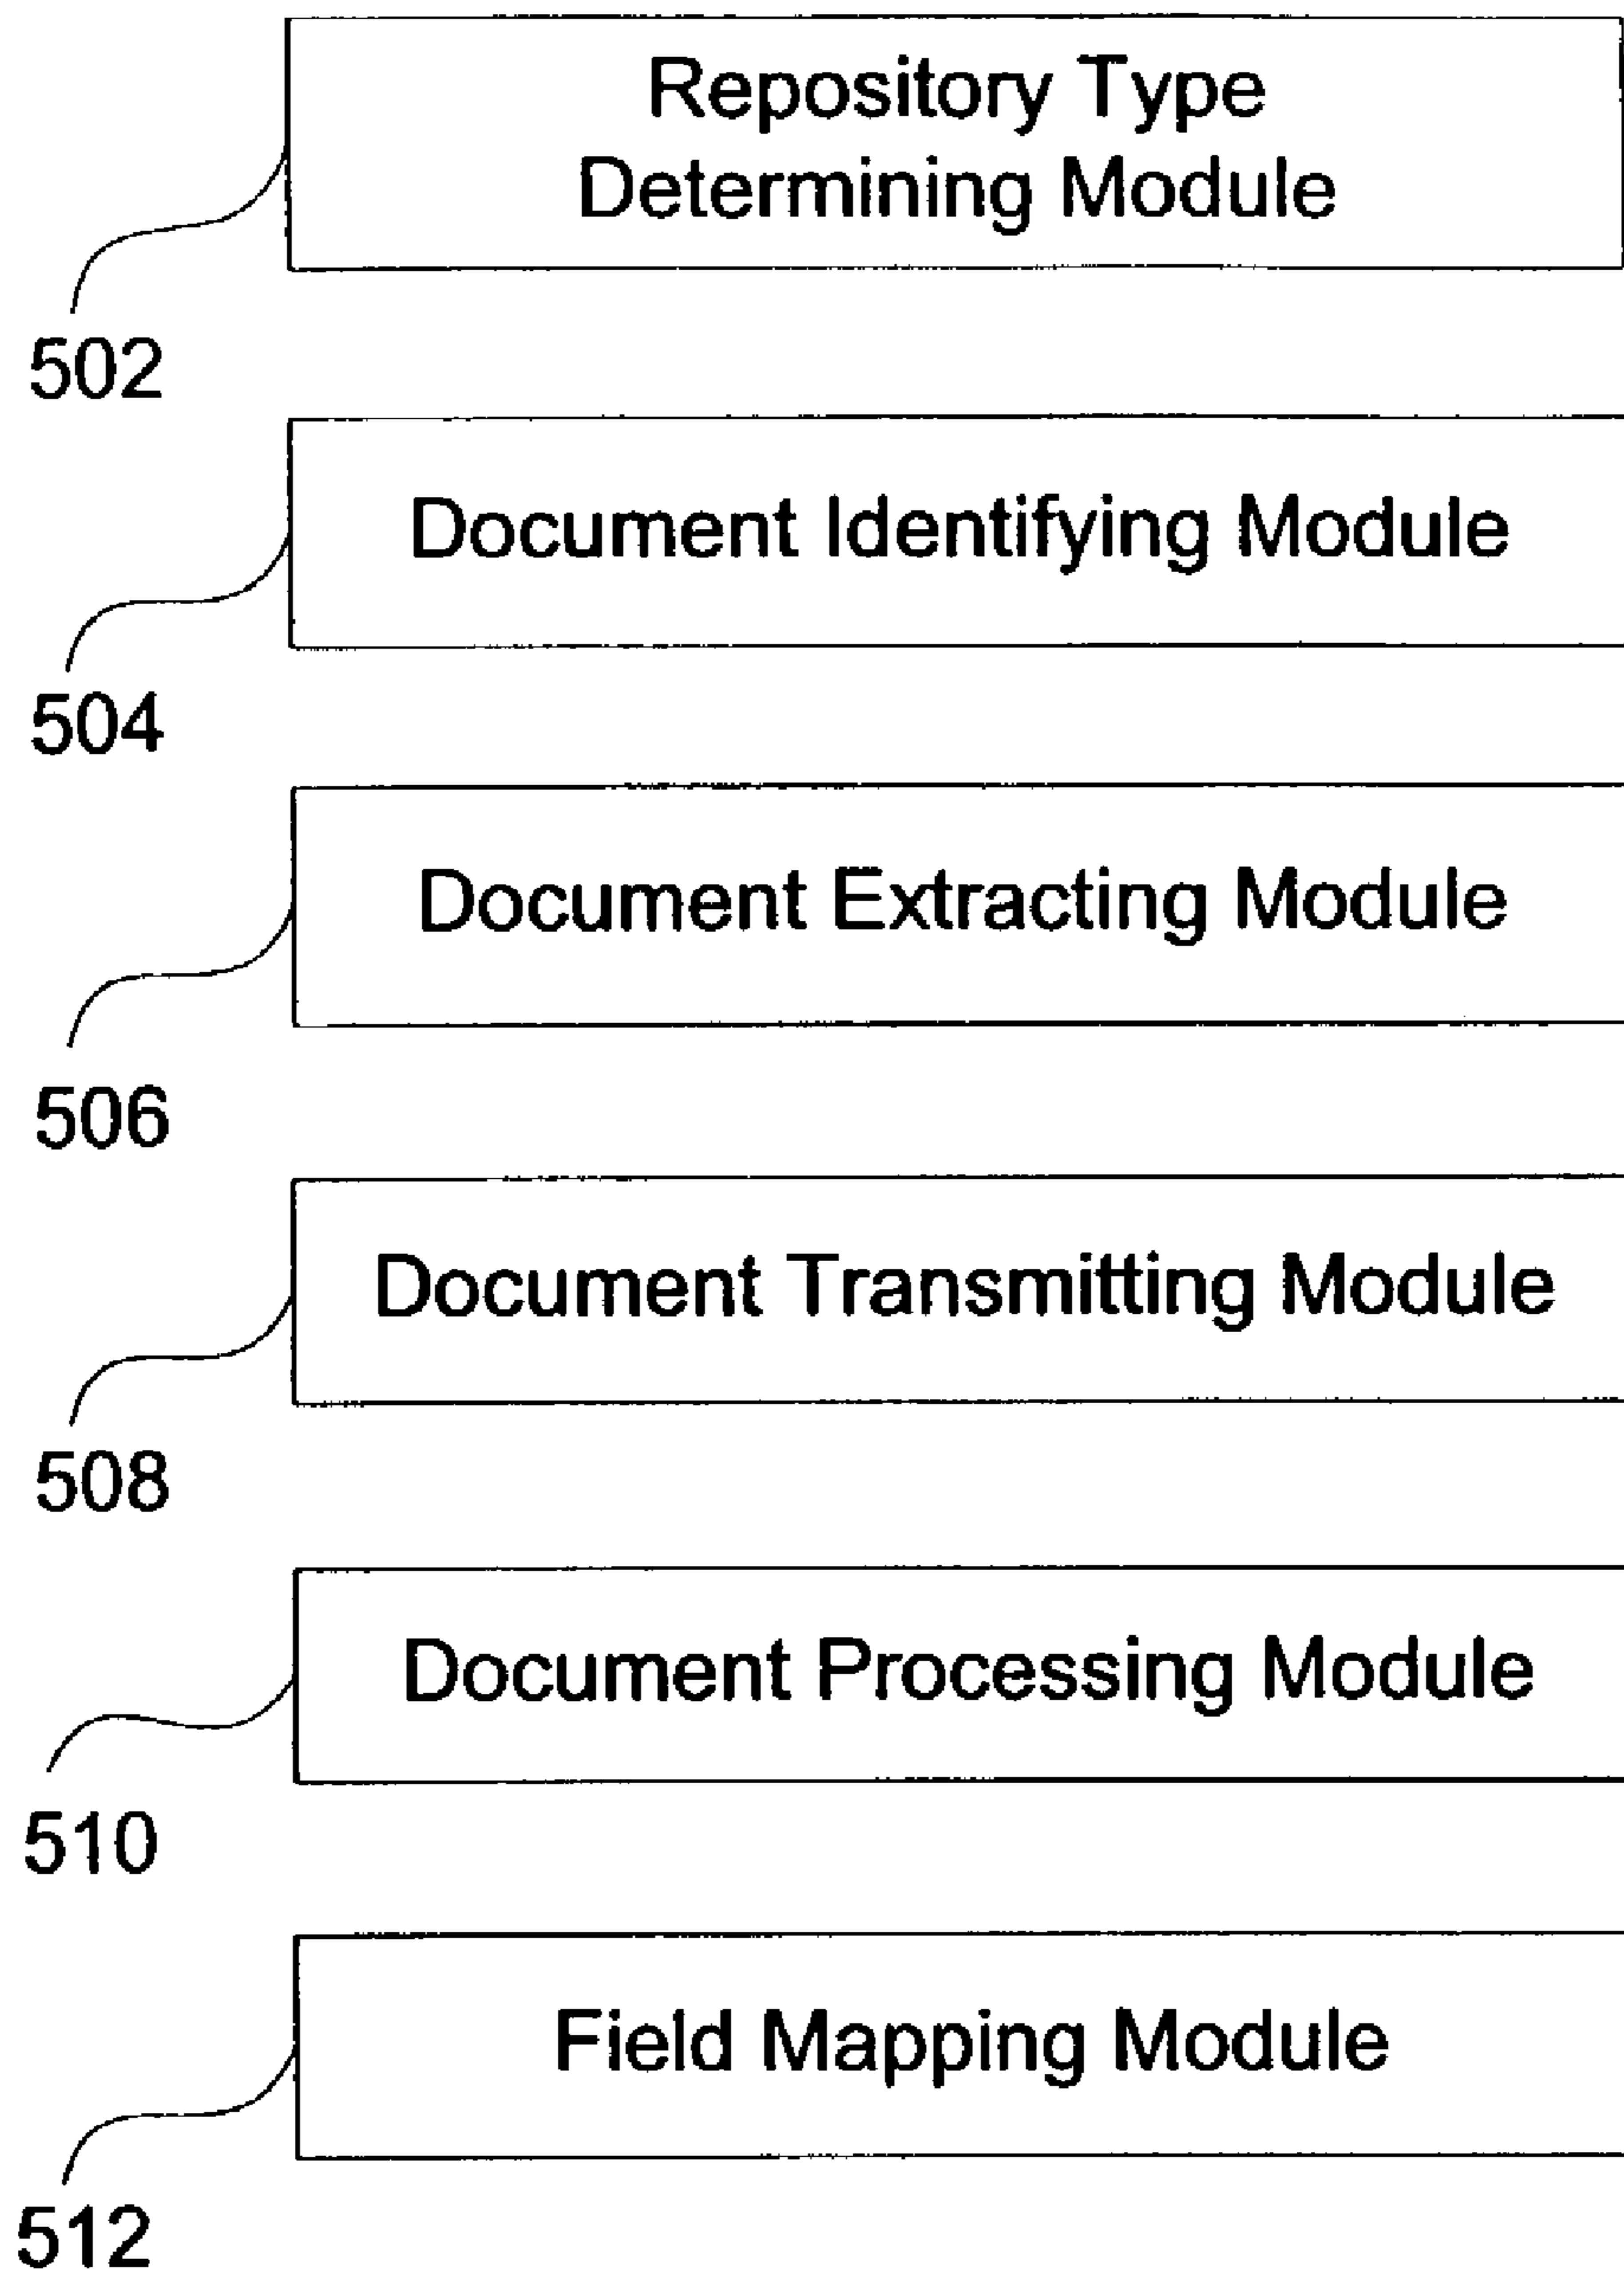 Repository Type
Determining Module
502
Document Identifying Module
504
Document Extracting Module
506
Document Transmitting Module
508
Document Processing Module
510
Field Mapping Module
512